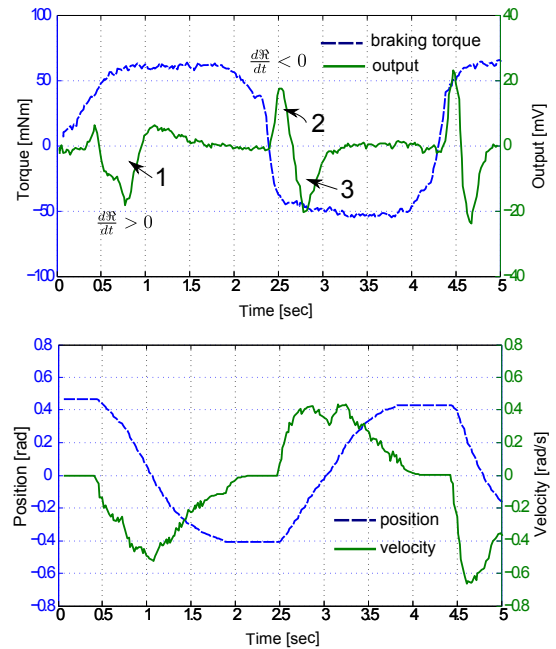 100
50
0
−50
−100
Torque [mNm]
40
20
0
−20
−40
Output [mV]
braking torque
output
dℜ/dt < 0
dℜ/dt > 0
1
2
3
0 0.5 1 1.5 2 2.5 3 3.5 4 4.5 5
Time [sec]
0.8
0.6
0.4
0.2
0
−0.2
−0.4
−0.6
−0.8
Position [rad]
0.8
0.6
0.4
0.2
0
−0.2
−0.4
−0.6
−0.8
Velocity [rad/s]
position
velocity
0 0.5 1 1.5 2 2.5 3 3.5 4 4.5 5
Time [sec]